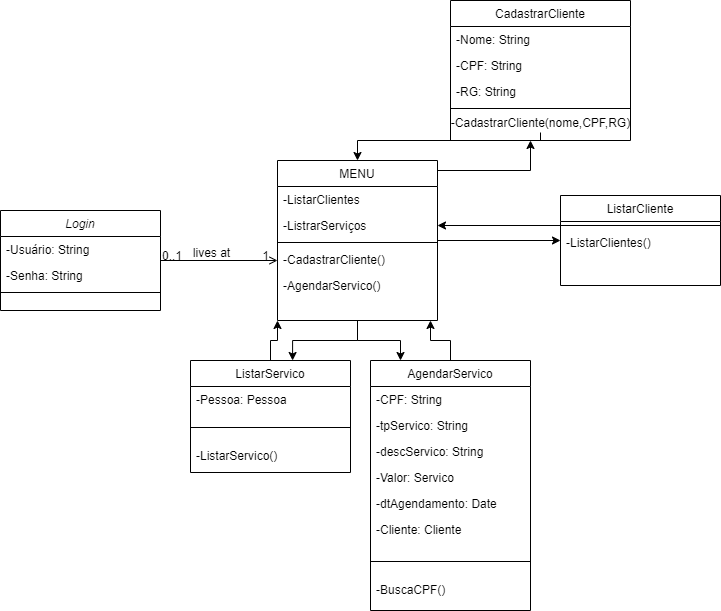 CadastrarCliente
-Nome: String
-CPF: String
-RG: String
-CadastrarCliente(nome,CPF,RG)
MENU
-ListarClientes
-ListrarServiços
-CadastrarCliente()
-AgendarServico()
Login
-Usuário: String
-Senha: String
0..1
lives at
1
ListarCliente
-ListarClientes()
ListarServico
-Pessoa: Pessoa
-ListarServico()
AgendarServico
-CPF: String
-tpServico: String
-descServico: String
-Valor: Servico
-dtAgendamento: Date
-Cliente: Cliente
-BuscaCPF()